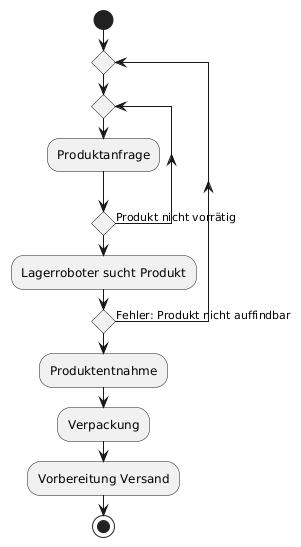 Produktanfrage
Produkt nicht vorrätig
Lagerroboter sucht Produkt
Fehler: Produkt nicht auffindbar
Produktentnahme
Verpackung
Vorbereitung Versand